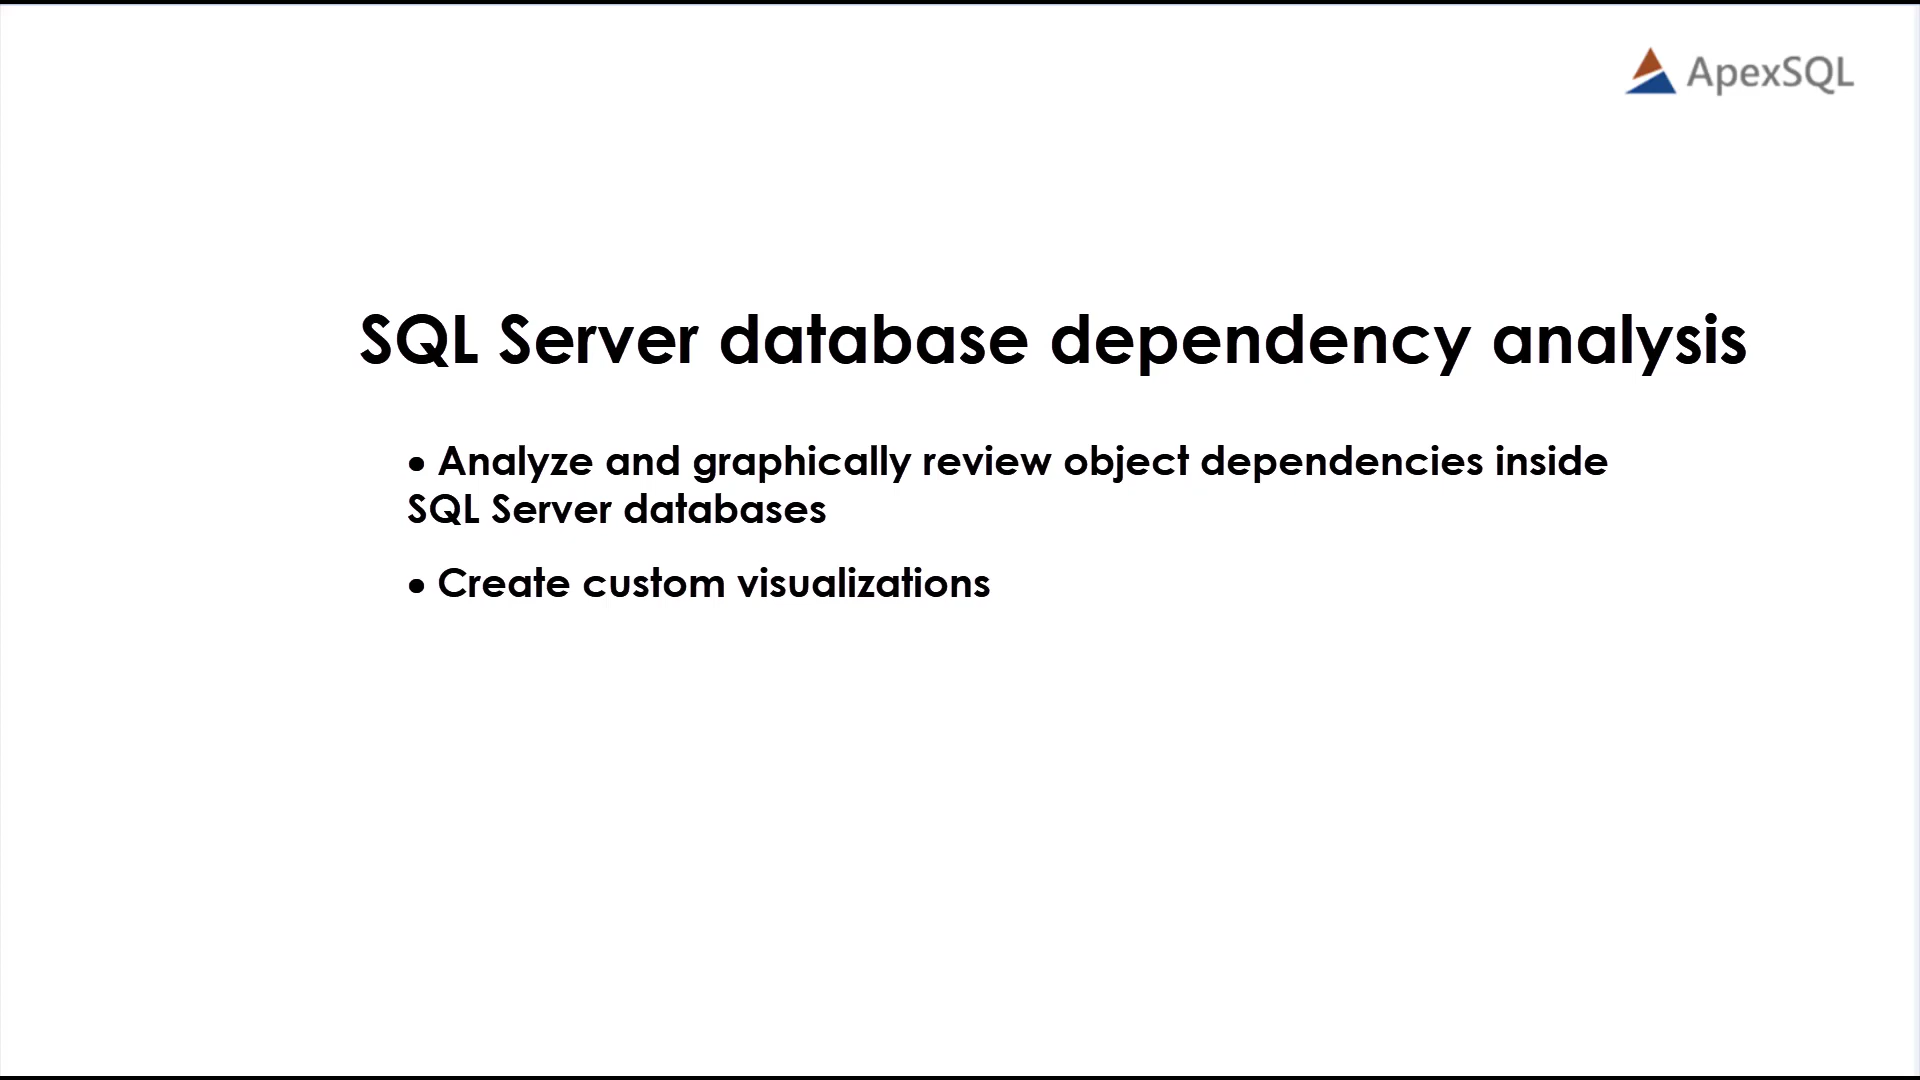 ApexSQL
SQL Server database dependency analysis
• Analyze and graphically review object dependencies inside
SQL Server databases
• Create custom visualizations